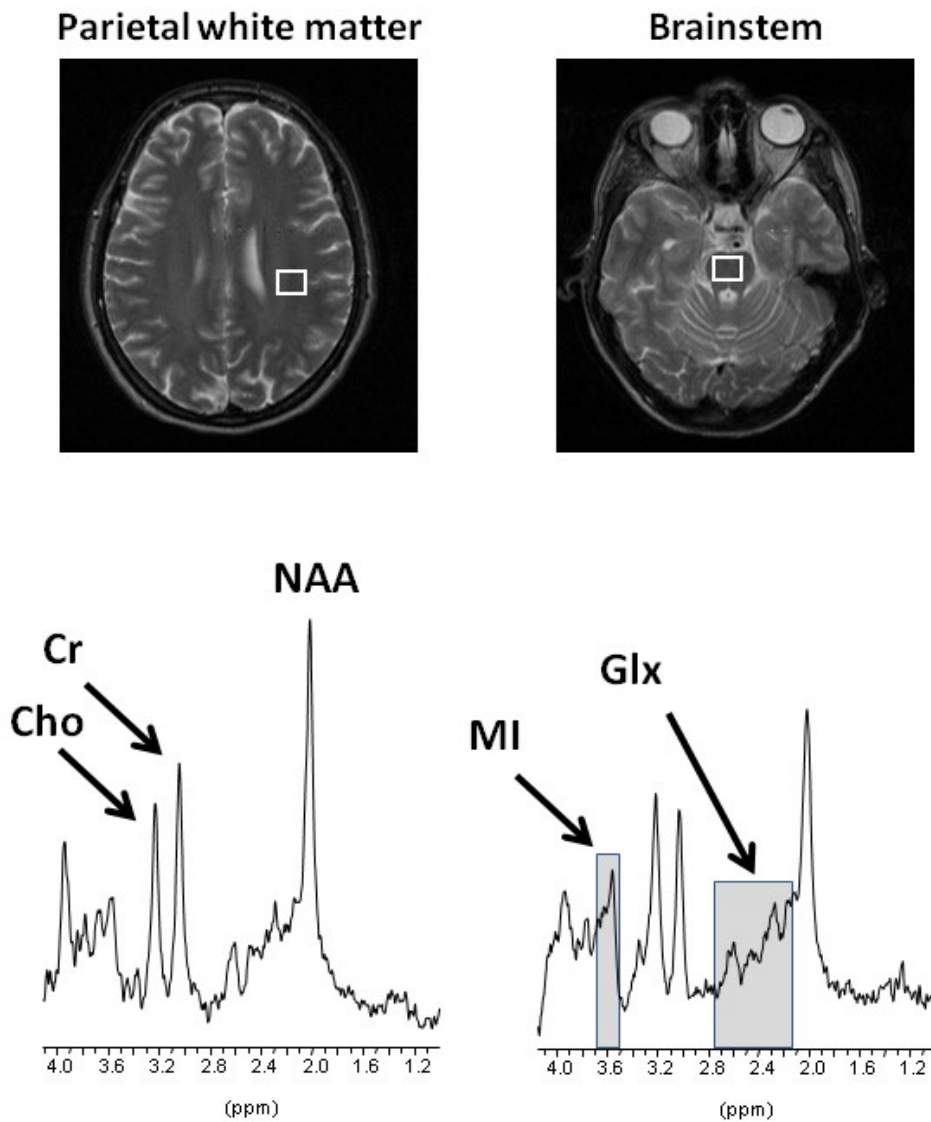 Parietal white matter
Brainstem
NAA
Cr
Cho
Glx
MI
4.0 3.6 3.2 2.8 2.4 2.0 1.6 1.2
(ppm)
4.0 3.6 3.2 2.8 2.4 2.0 1.6 1.2
(ppm)